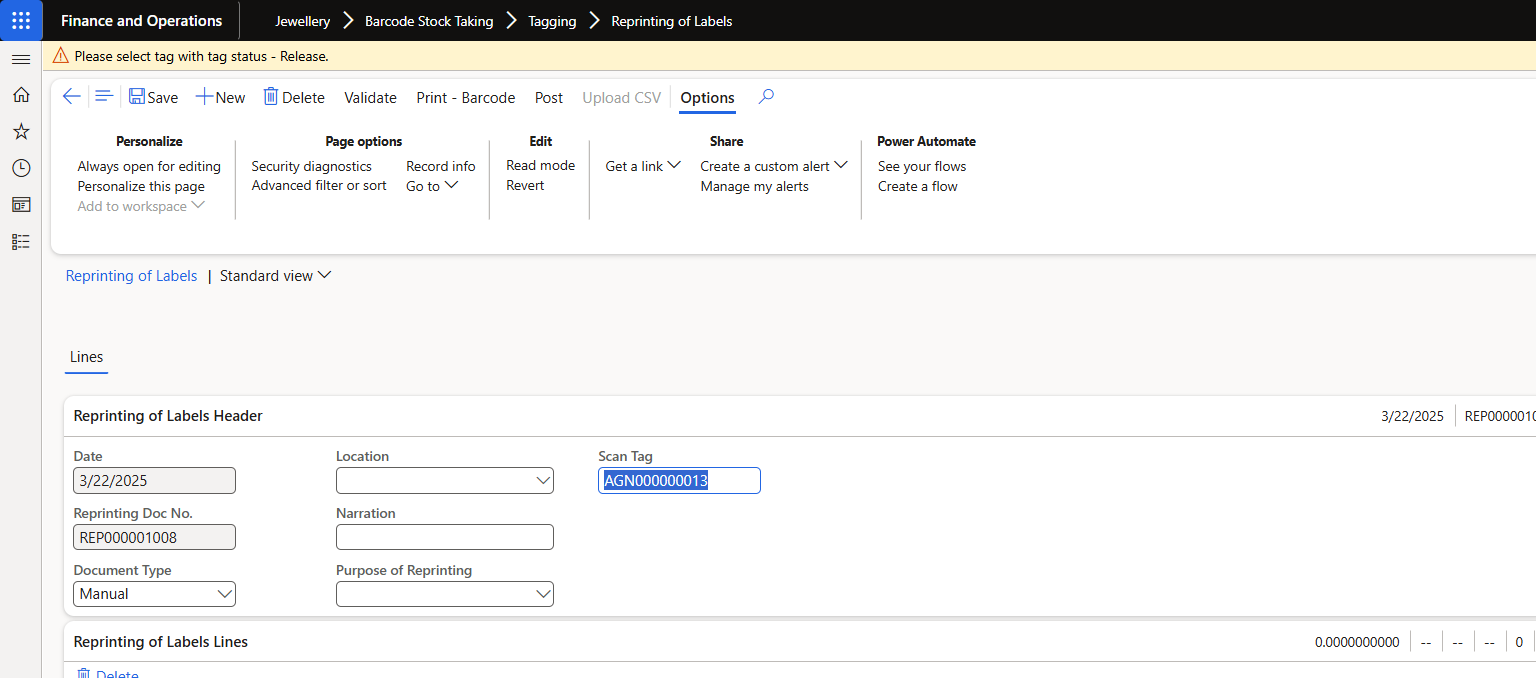 Finance and Operations Jewellery Barcode Stock Taking Tagging Reprinting of Labels
Please select tag with tag status - Release.
Save New Delete Validate Print - Barcode Post Upload CSV Options
Personalize Page options Edit Share Power Automate
Always open for editing Security diagnostics Record info Read mode Get a link Create a custom alert See your flows
Personalize this page Advanced filter or sort Go to Revert Manage my alerts Create a flow
Add to workspace
Reprinting of Labels | Standard view
Lines
Reprinting of Labels Header 3/22/2025 REP0000010
Date Location Scan Tag
3/22/2025 AGN000000013
Reprinting Doc No. Narration
REP000001008
Document Type Purpose of Reprinting
Manual
Reprinting of Labels Lines 0.0000000000 -- -- -- 0
Delete